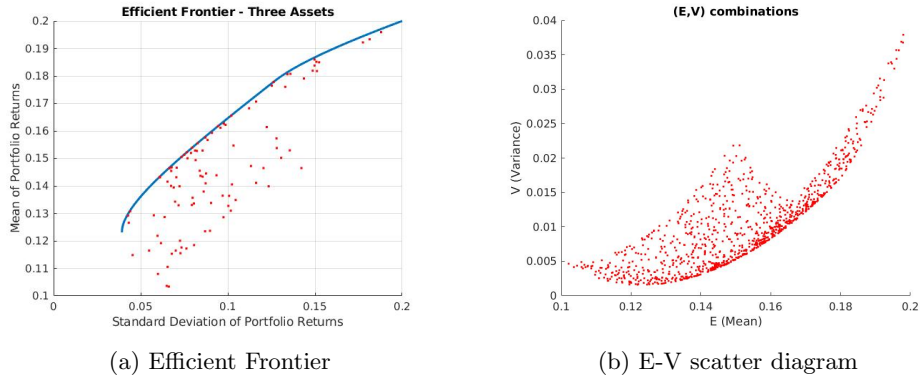 Efficient Frontier - Three Assets
0.2
0.19
0.18
0.17
0.16
0.15
0.14
0.13
0.12
0.11
0.1
Mean of Portfolio Returns
0 0.05 0.1 0.15 0.2
Standard Deviation of Portfolio Returns
(a) Efficient Frontier
(E,V) combinations
0.04
0.035
0.03
0.025
0.02
0.015
0.01
0.005
0
V (Variance)
0.1 0.12 0.14 0.16 0.18 0.2
E (Mean)
(b) E-V scatter diagram